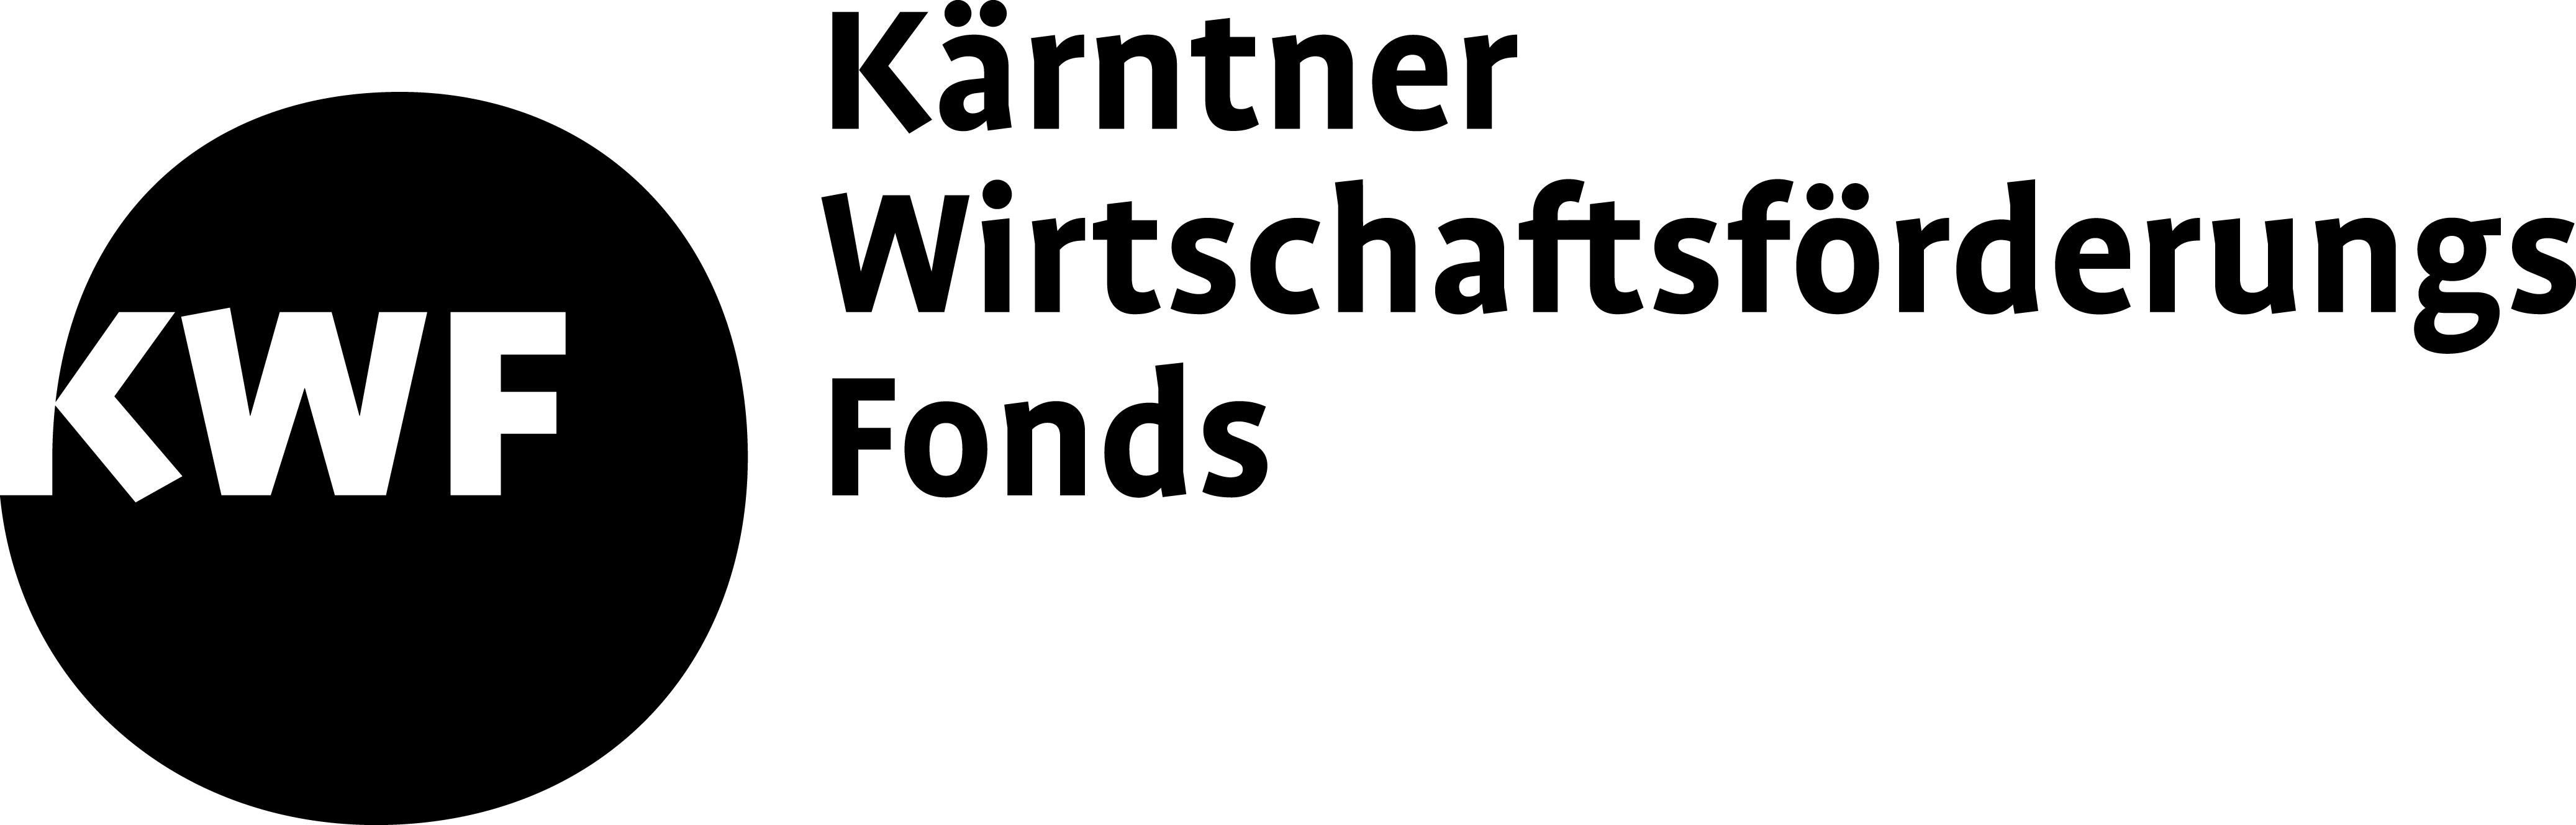 KWF
Kärntner
Wirtschaftsförderungs
Fonds